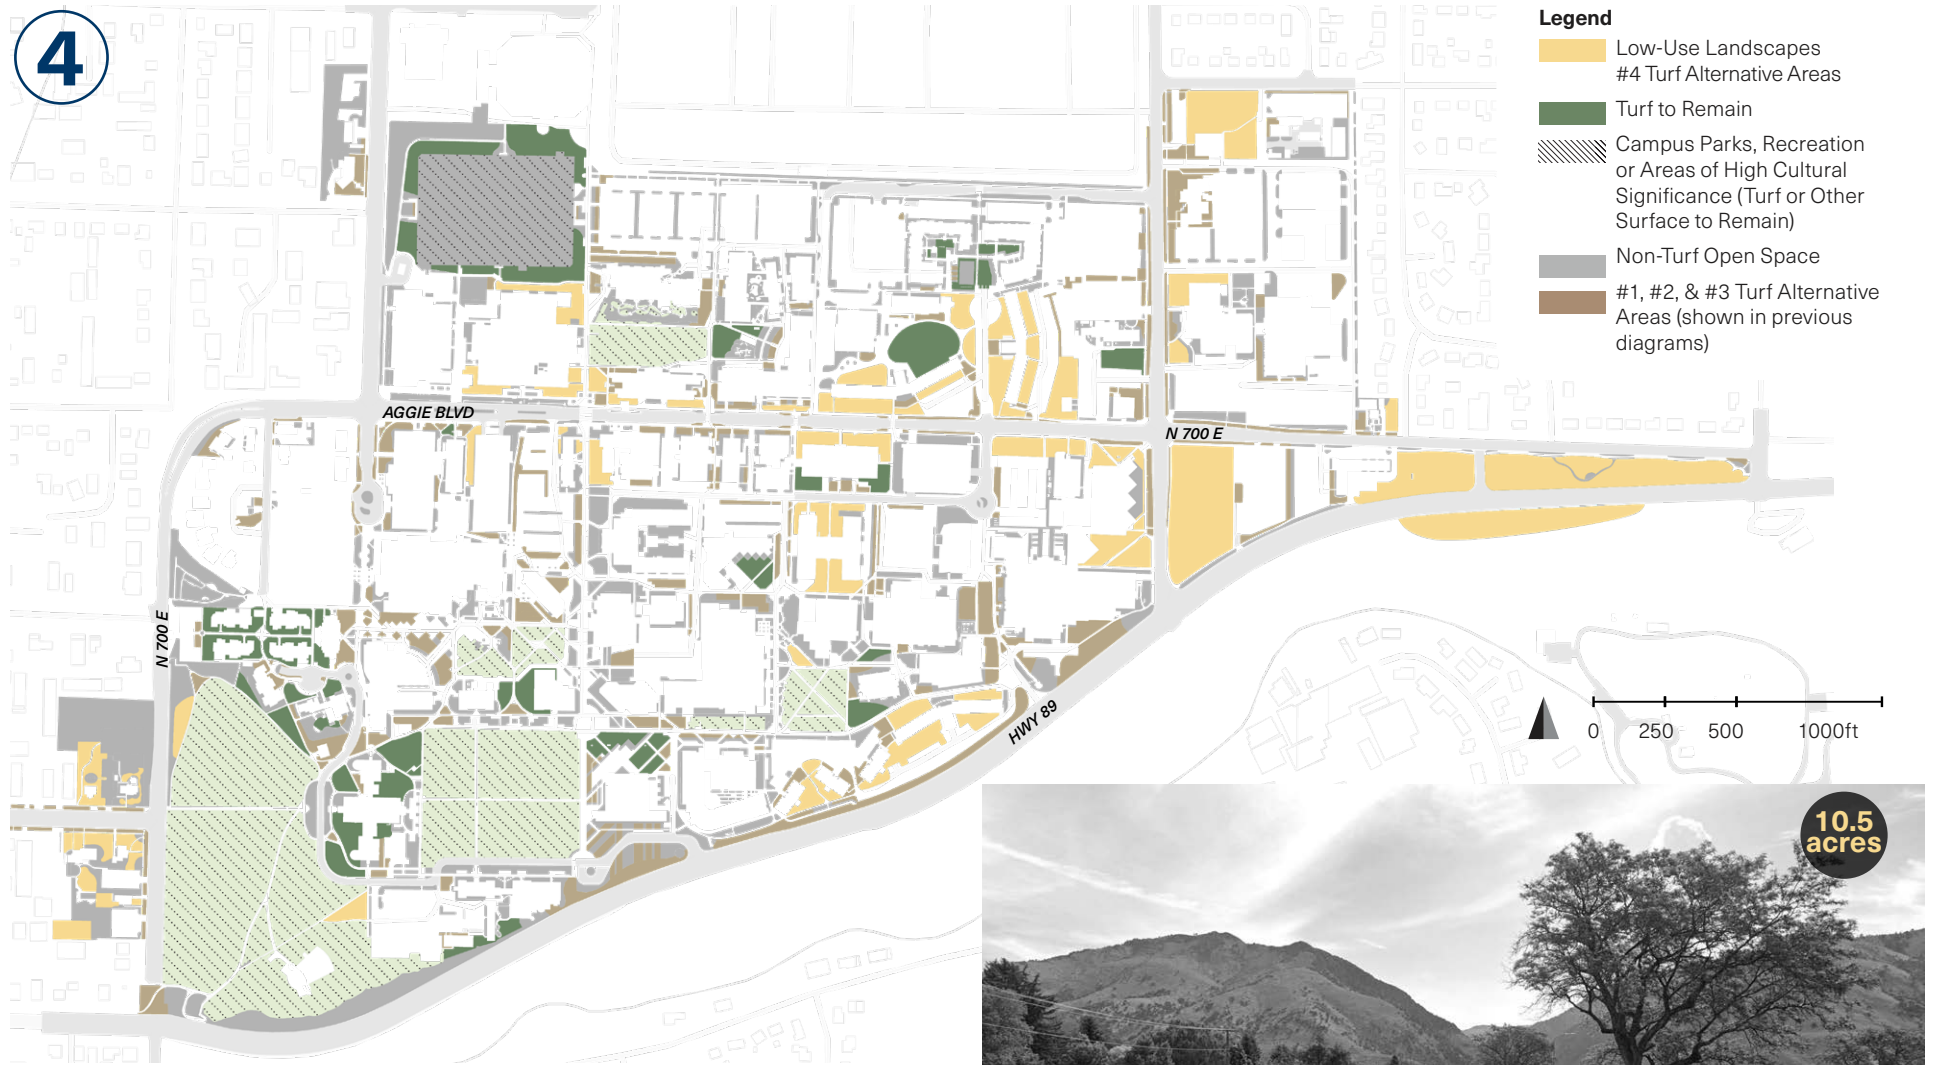 4
Legend
Low-Use Landscapes
#4 Turf Alternative Areas
Turf to Remain
Campus Parks, Recreation
or Areas of High Cultural
Significance (Turf or Other
Surface to Remain)
Non-Turf Open Space
#1, #2, & #3 Turf Alternative
Areas (shown in previous
diagrams)
AGGIE BLVD
N 700 E
N 700 E
HWY 89
0 250 500 1000ft
10.5
acres